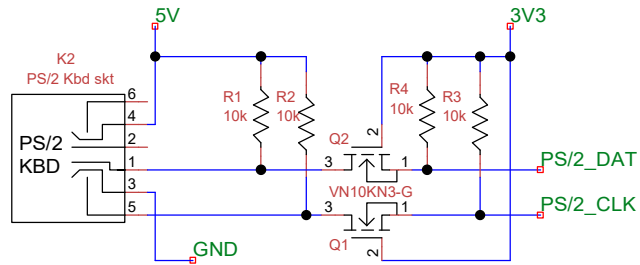 5V
3V3
K2
PS/2 Kbd skt
6
4
PS/2
2
KBD
1
3
5
R1
10k
R2
10k
R4
10k
R3
10k
Q2
2
3
1
PS/2_DAT
VN10KN3-G
3
1
PS/2_CLK
Q1
2
GND